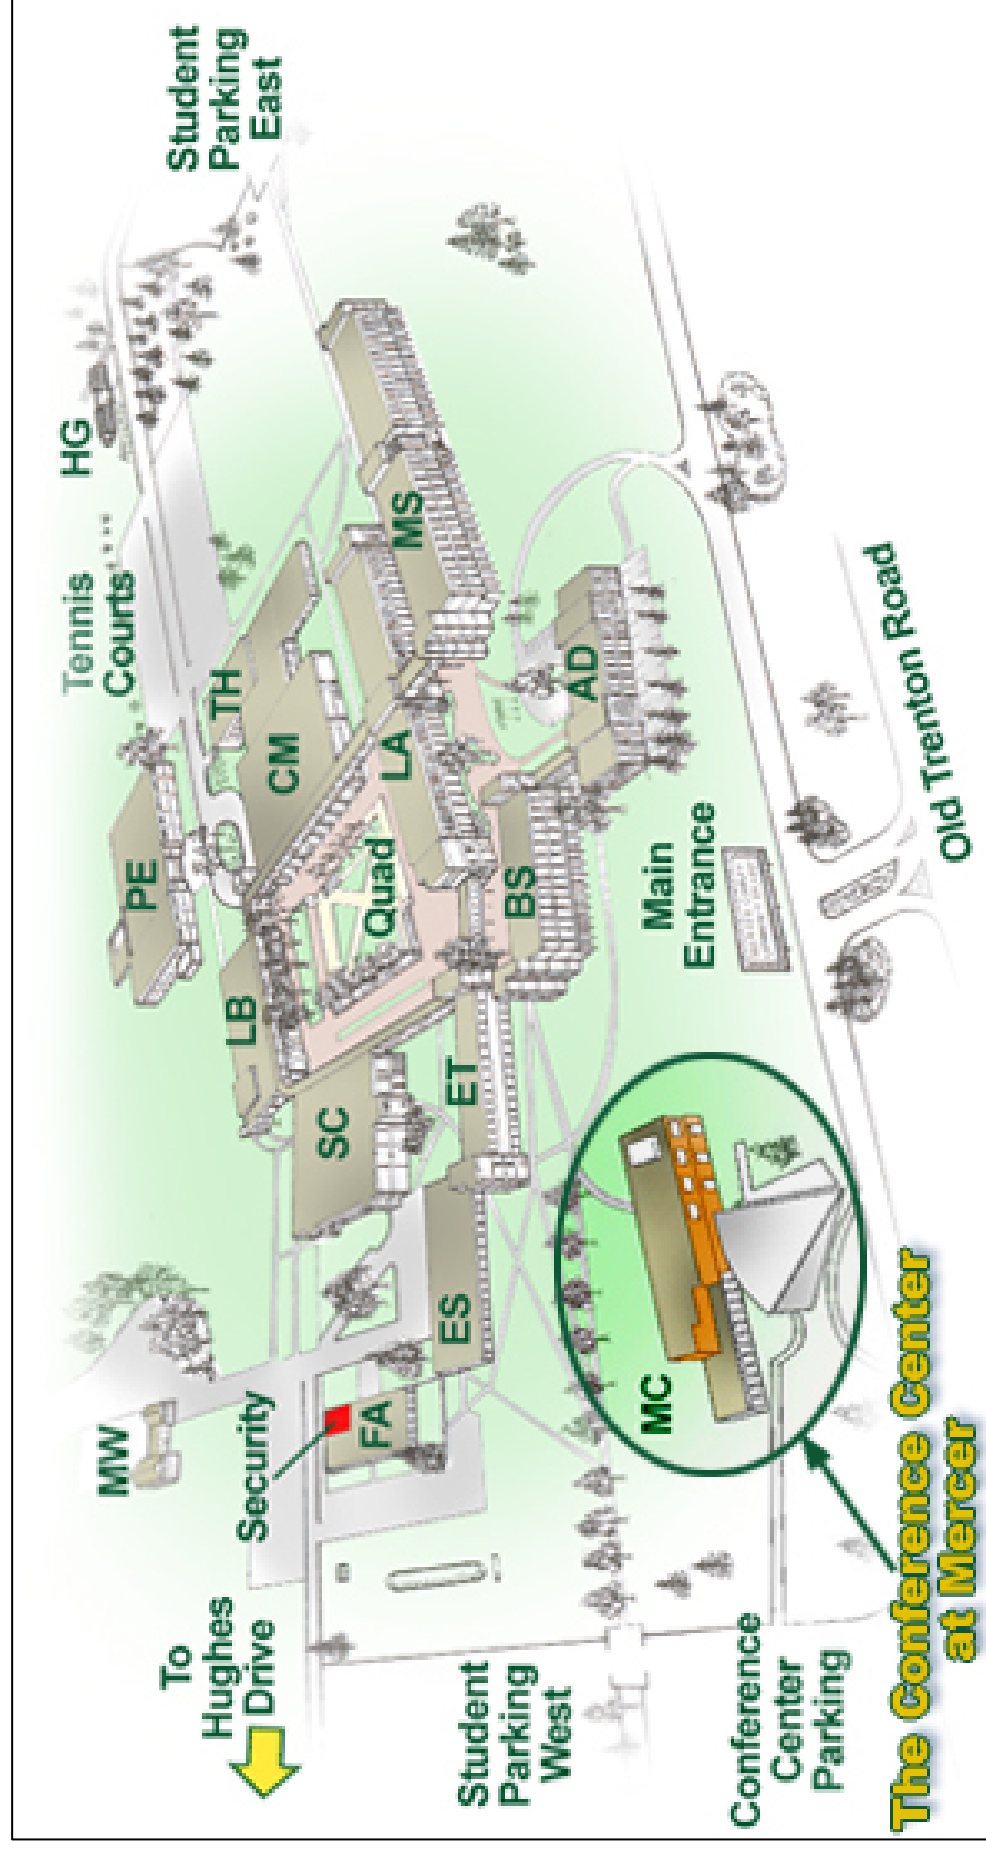 HG
Tennis
Courts
MW
PE
To
Hughes
Drive
Student
Parking
East
TH
LB
Security
CM
SC
FA
Quad
LA
MS
ES
ET
Student
Parking
West
BS
AD
MC
Main
Entrance
Conference
Center
Parking
Old Trenton Road
The Conference Center
at Mercer